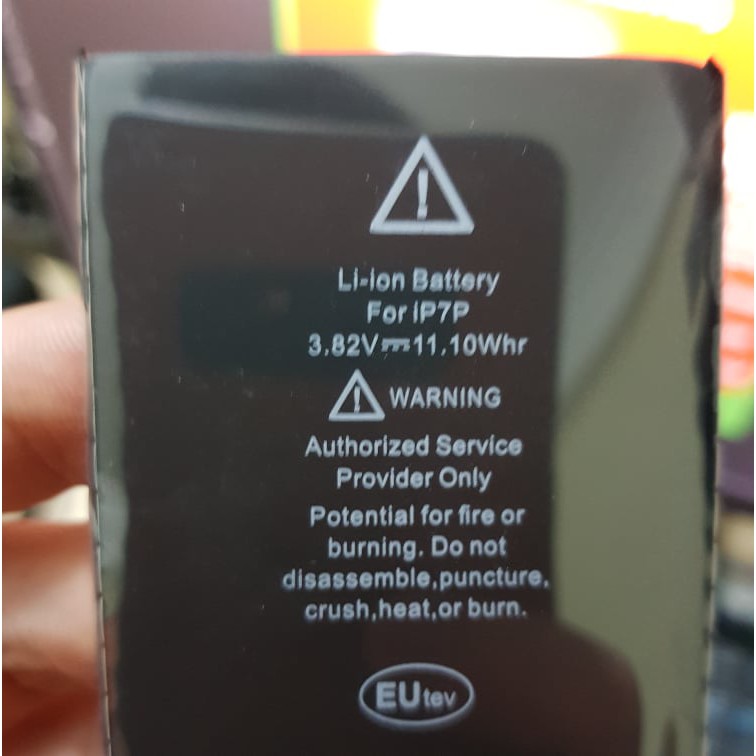 Li-ion Battery
For iP7P
3.82V⎓11.10Whr
WARNING
Authorized Service
Provider Only
Potential for fire or
burning. Do not
disassemble,puncture,
crush,heat,or burn.
EUtev